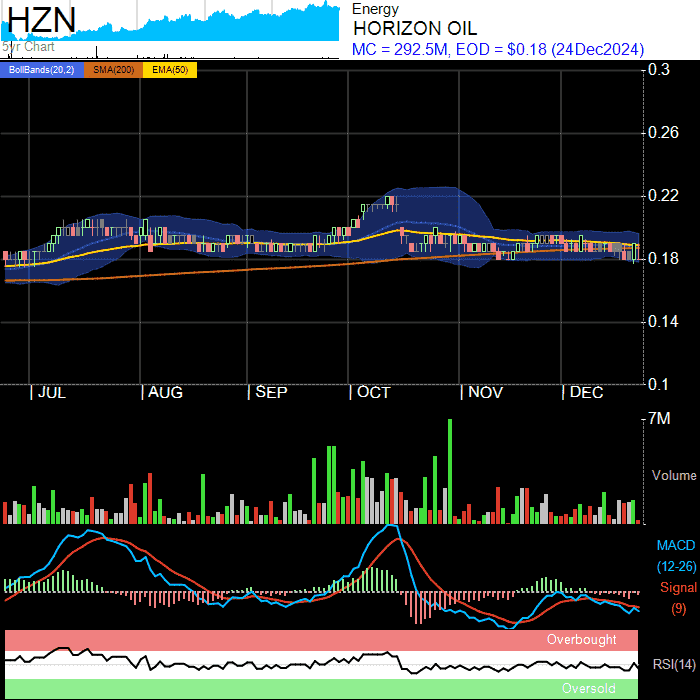 HZN
5yr Chart
Energy
HORIZON OIL
MC = 292.5M, EOD = $0.18 (24Dec2024)
BollBands(20,2) SMA(200) EMA(50)
0.3
0.26
0.22
0.18
0.14
0.1
JUL AUG SEP OCT NOV DEC
7M
Volume
MACD
(12-26)
Signal
(9)
Overbought
RSI(14)
Oversold